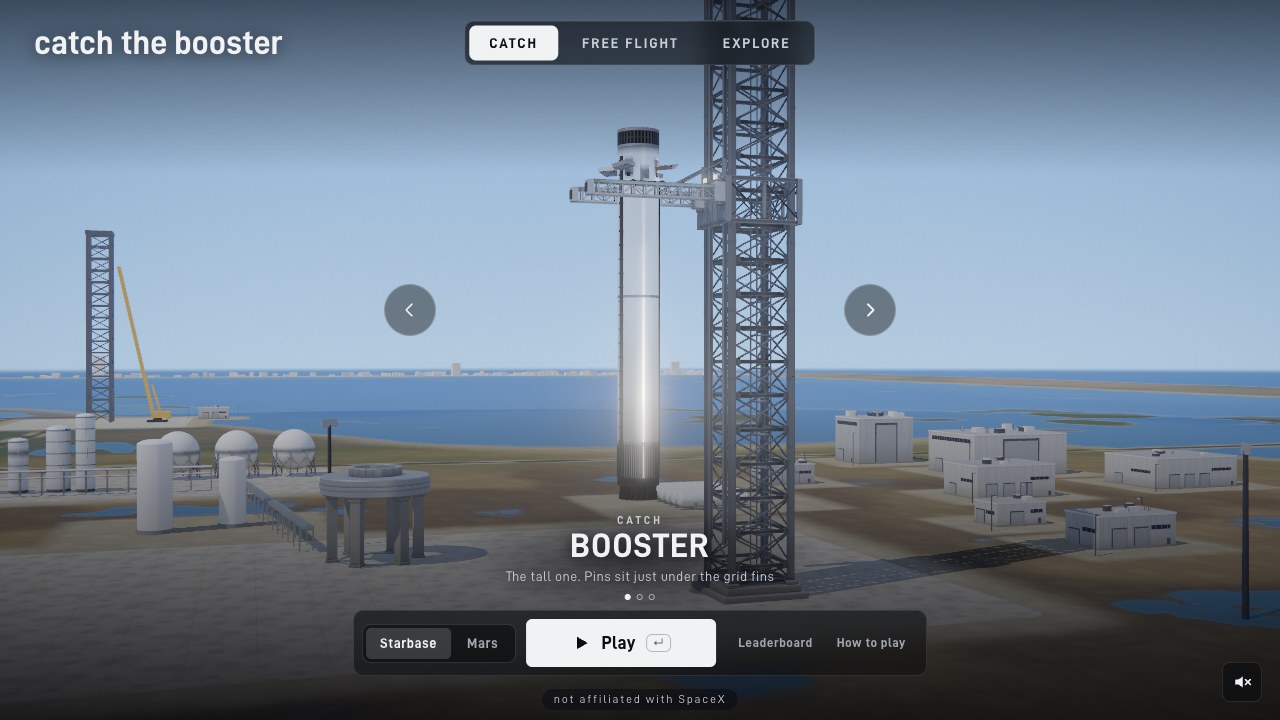 catch the booster
CATCH
FREE FLIGHT
EXPLORE
CATCH
BOOSTER
The tall one. Pins sit just under the grid fins
Starbase
Mars
Play
Leaderboard
How to play
not affiliated with SpaceX